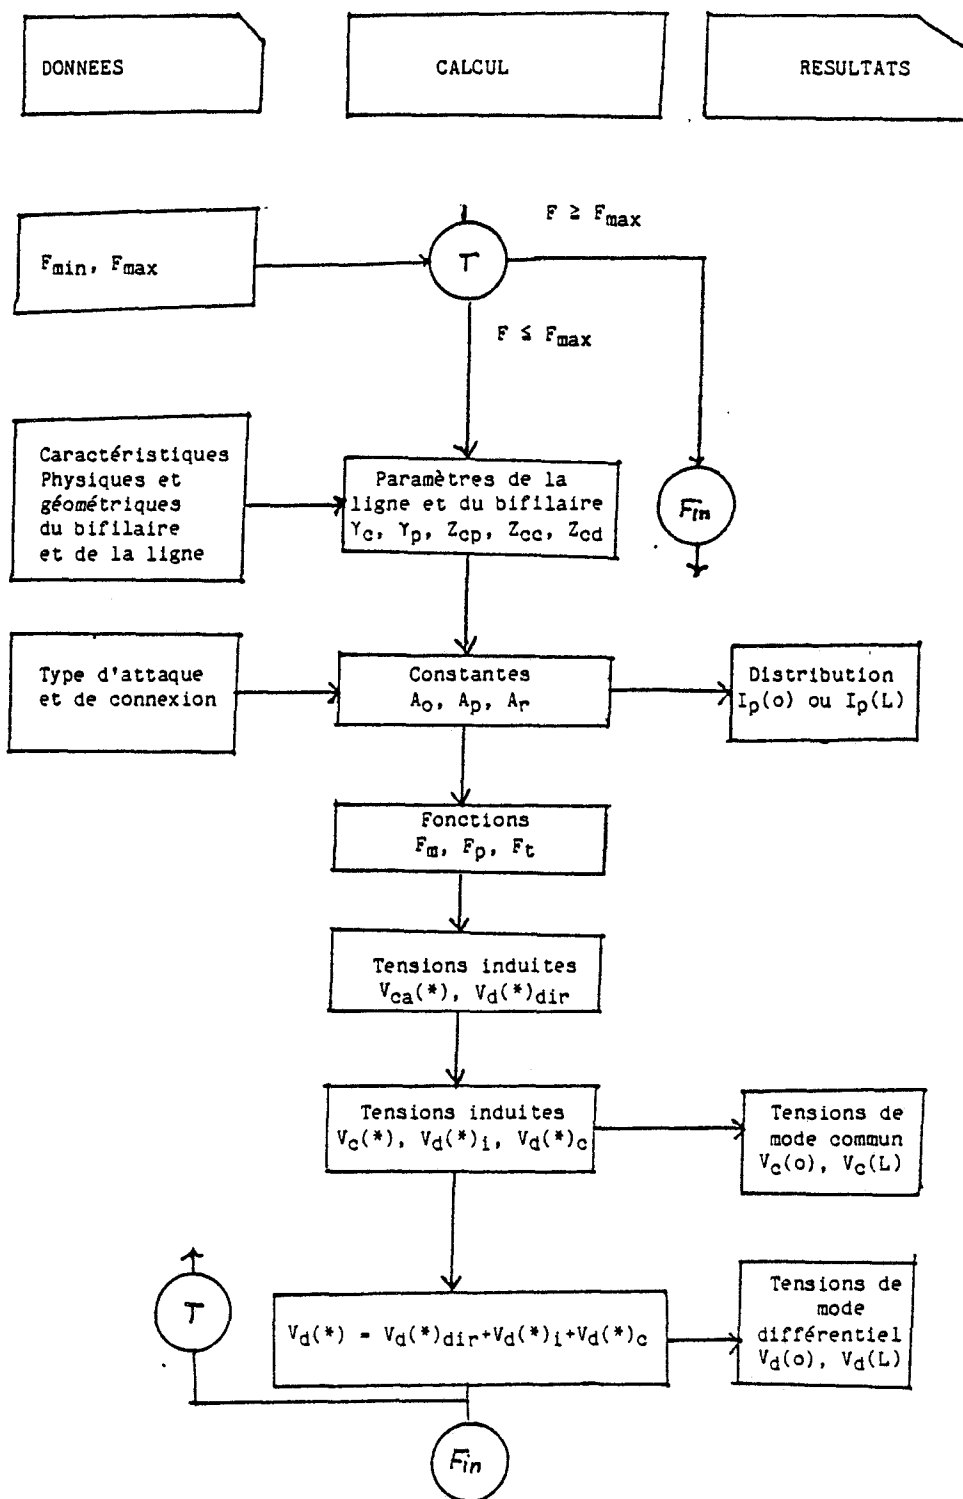 DONNEES
CALCUL
RESULTATS
F ≥ Fmax
Fmin, Fmax
T
F ≤ Fmax
Caractéristiques
Physiques et
géométriques
du bifilaire
et de la ligne
Paramètres de la
ligne et du bifilaire
γc, γp, Zcp, Zcc, Zcd
Fin
Type d'attaque
et de connexion
Constantes
Ao, Ap, Ar
Distribution
Ip(o) ou Ip(L)
Fonctions
Fm, Fp, Ft
Tensions induites
Vca(*), Vd(*)dir
Tensions induites
Vc(*), Vd(*)i, Vd(*)c
Tensions de
mode commun
Vc(o), Vc(L)
T
Vd(*) = Vd(*)dir+Vd(*)i+Vd(*)c
Tensions de
mode
différentiel
Vd(o), Vd(L)
Fin